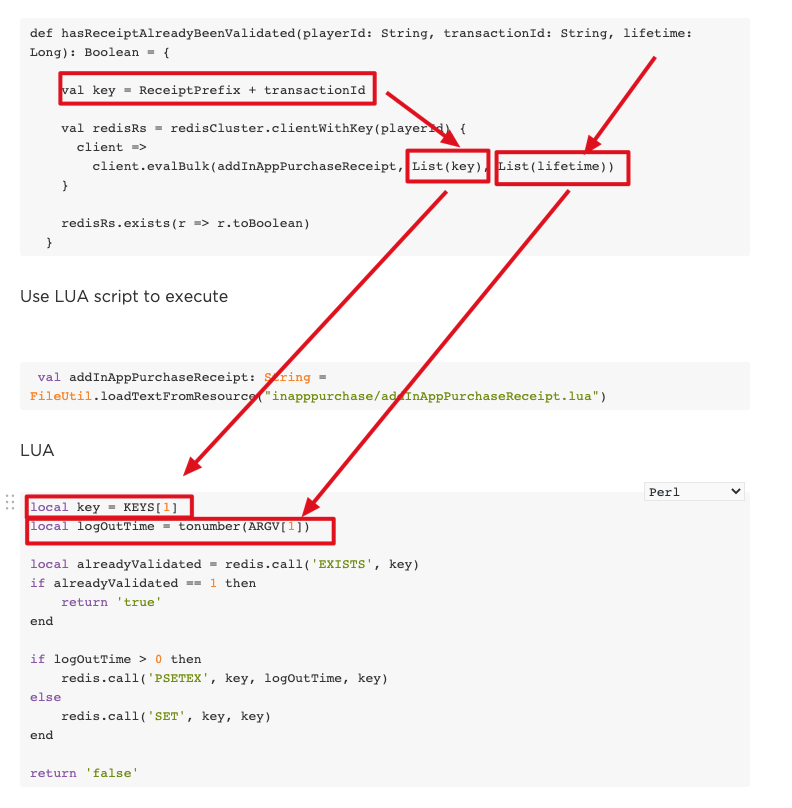 def hasReceiptAlreadyBeenValidated(playerId: String, transactionId: String, lifetime:
Long): Boolean = {
val key = ReceiptPrefix + transactionId
val redisRs = redisCluster.clientWithKey(playerId) {
client =>
client.evalBulk(addInAppPurchaseReceipt, List(key), List(lifetime))
}
redisRs.exists(r => r.toBoolean)
}
Use LUA script to execute
val addInAppPurchaseReceipt: String =
FileUtil.loadTextFromResource("inapppurchase/addInAppPurchaseReceipt.lua")
LUA
Perl
local key = KEYS[1]
local logOutTime = tonumber(ARGV[1])
local alreadyValidated = redis.call('EXISTS', key)
if alreadyValidated == 1 then
return 'true'
end
if logOutTime > 0 then
redis.call('PSETEX', key, logOutTime, key)
else
redis.call('SET', key, key)
end
return 'false'